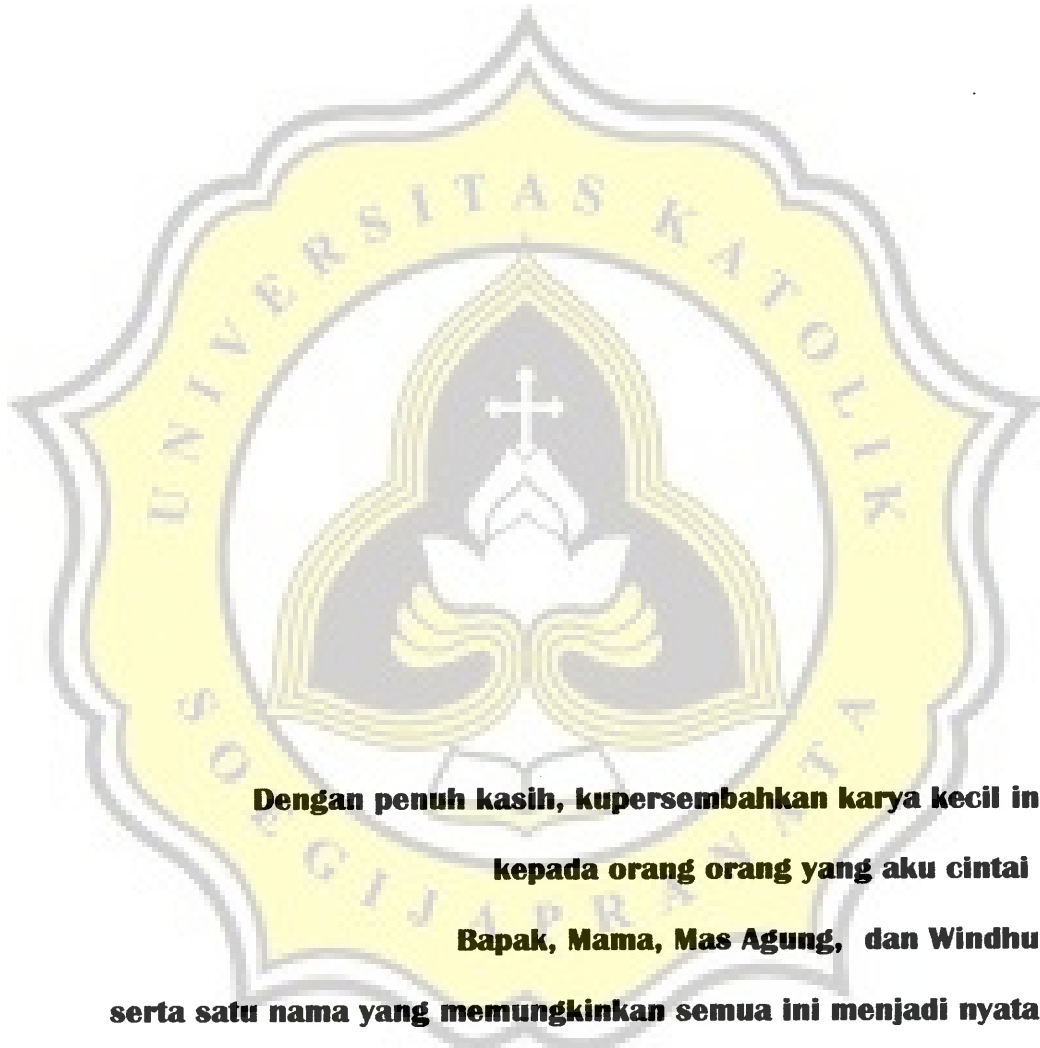 UNIVERSITAS KATOLIK
SOEGIJAPRANATA
Dengan penuh kasih, kupersembahkan karya kecil in
kepada orang orang yang aku cintai
Bapak, Mama, Mas Agung, dan Windhu
serta satu nama yang memungkinkan semua ini menjadi nyata